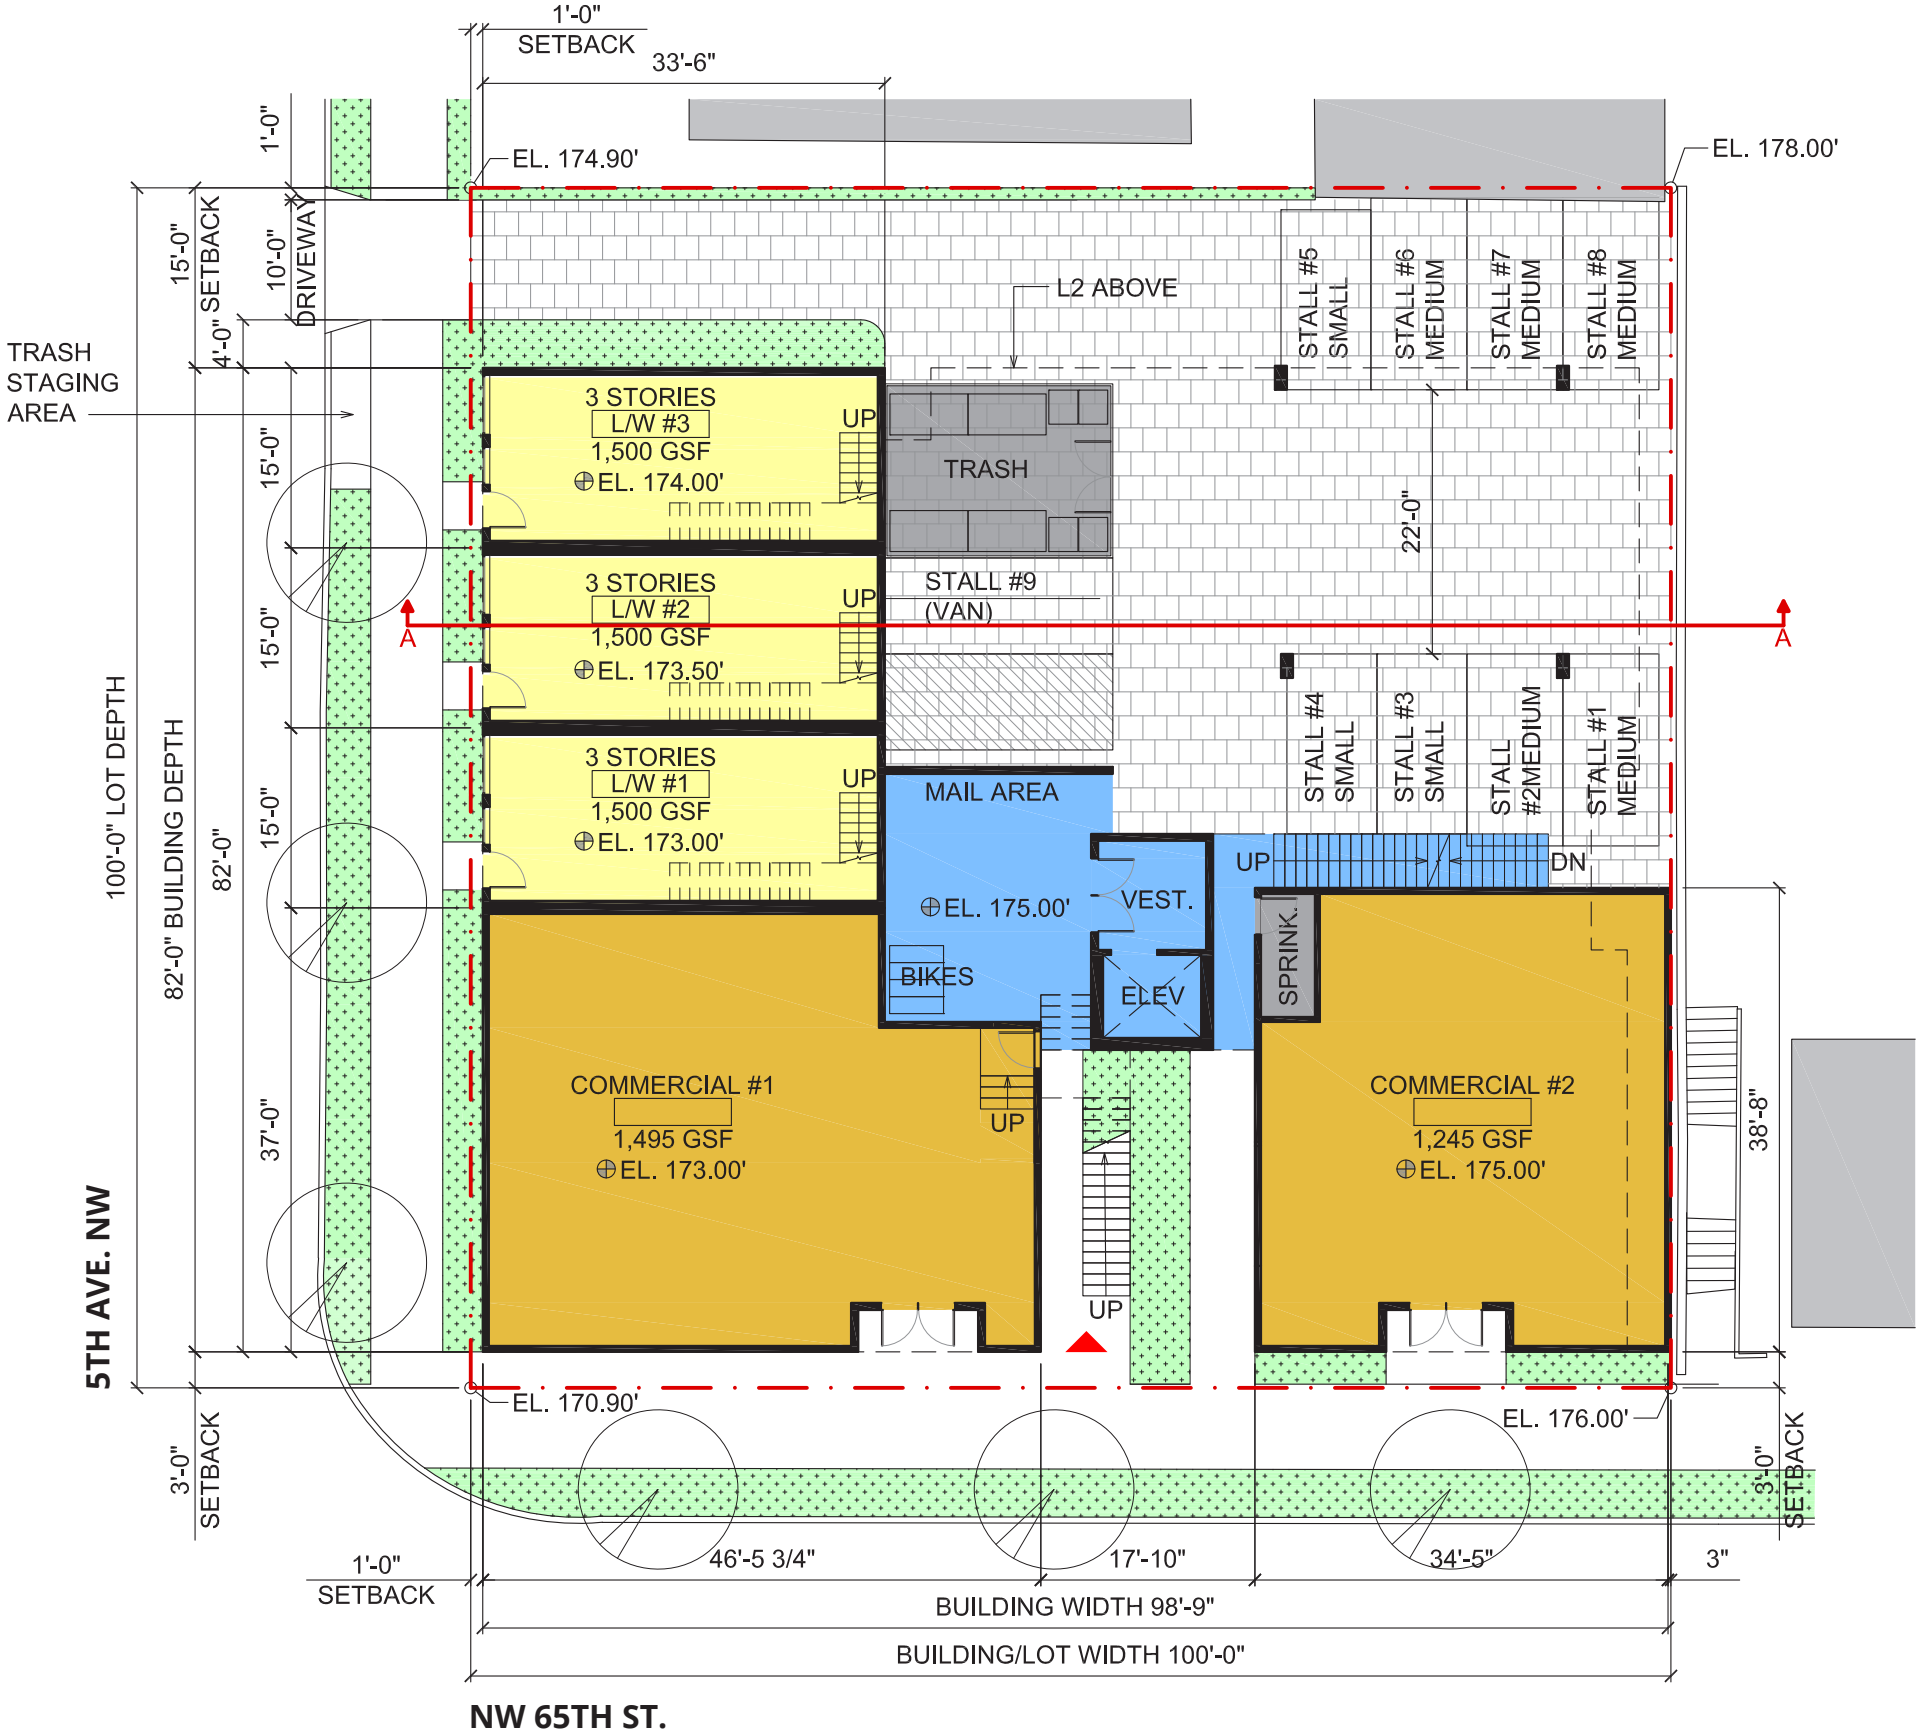 1'-0"
SETBACK
33'-6"
1'-0"
EL. 174.90'
EL. 178.00'
15'-0"
SETBACK
10'-0"
DRIVEWAY
4'-0"
L2 ABOVE
STALL #5
SMALL
STALL #6
MEDIUM
STALL #7
MEDIUM
STALL #8
MEDIUM
TRASH
STAGING
AREA
3 STORIES
L/W #3
1,500 GSF
EL. 174.00'
UP
TRASH
15'-0"
22'-0"
3 STORIES
L/W #2
1,500 GSF
EL. 173.50'
UP
STALL #9
(VAN)
A
A
15'-0"
100'-0" LOT DEPTH
82'-0" BUILDING DEPTH
82'-0"
3 STORIES
L/W #1
1,500 GSF
EL. 173.00'
UP
15'-0"
STALL #4
SMALL
STALL #3
SMALL
STALL
#2MEDIUM
STALL #1
MEDIUM
MAIL AREA
EL. 175.00'
BIKES
VEST.
ELEV
UP
DN
SPRINK.
COMMERCIAL #1
1,495 GSF
EL. 173.00'
UP
UP
COMMERCIAL #2
1,245 GSF
EL. 175.00'
37'-0"
38'-8"
5TH AVE. NW
EL. 170.90'
EL. 176.00'
3'-0"
SETBACK
3'-0"
SETBACK
1'-0"
SETBACK
46'-5 3/4"
17'-10"
34'-5"
3"
BUILDING WIDTH 98'-9"
BUILDING/LOT WIDTH 100'-0"
NW 65TH ST.